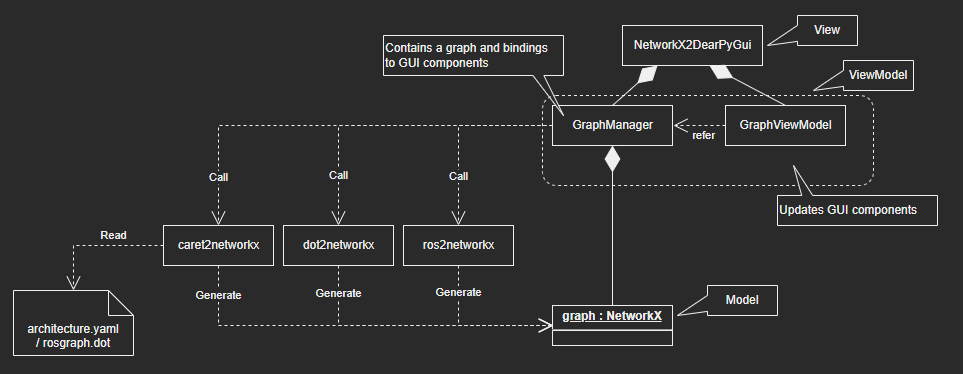 View
NetworkX2DearPyGui
Contains a graph and bindings
to GUI components
ViewModel
GraphManager
refer
GraphViewModel
Call
Call
Call
Updates GUI components
Read
caret2networkx
dot2networkx
ros2networkx
Generate
Generate
Generate
Model
graph : NetworkX
architecture.yaml
/ rosgraph.dot